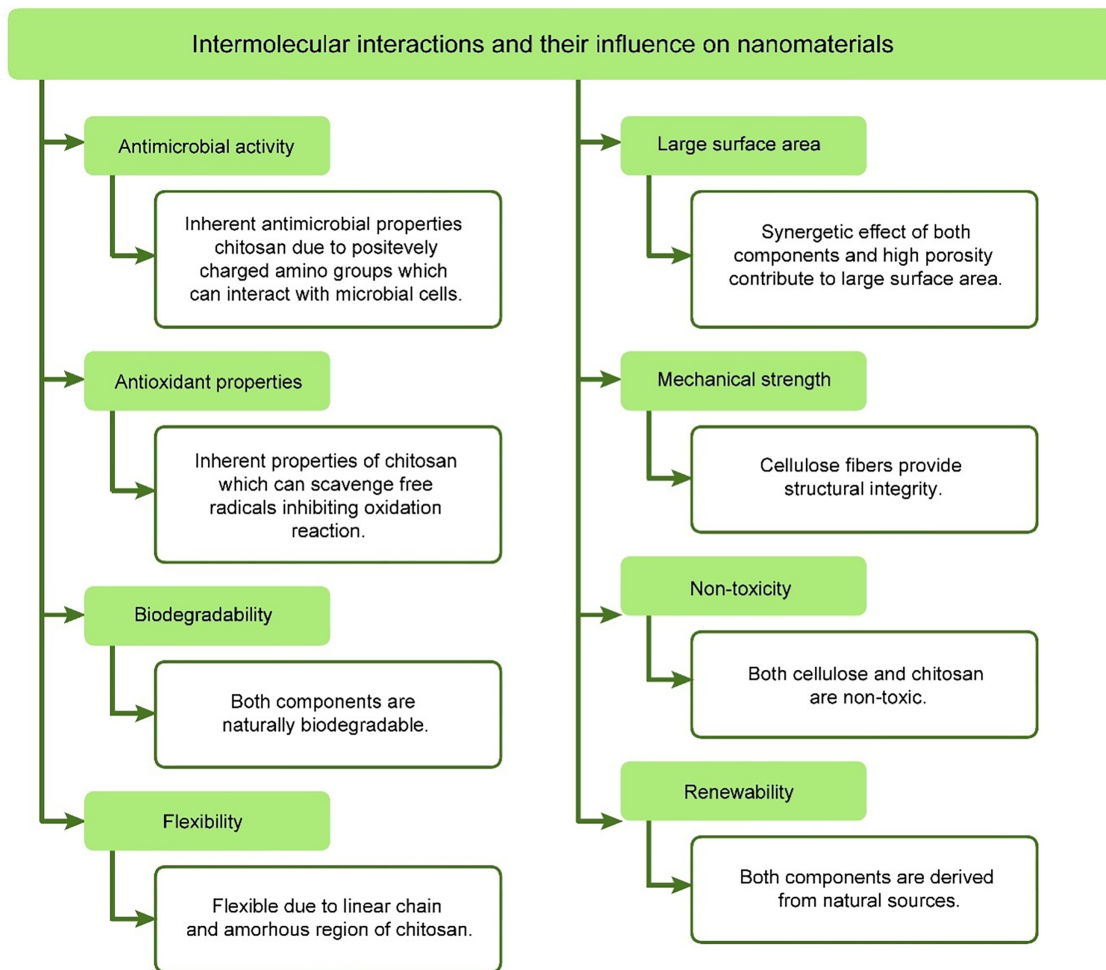 Intermolecular interactions and their influence on nanomaterials
Antimicrobial activity
Inherent antimicrobial properties
chitosan due to positevely
charged amino groups which
can interact with microbial cells.
Antioxidant properties
Inherent properties of chitosan
which can scavenge free
radicals inhibiting oxidation
reaction.
Biodegradability
Both components are
naturally biodegradable.
Flexibility
Flexible due to linear chain
and amorhous region of chitosan.
Large surface area
Synergetic effect of both
components and high porosity
contribute to large surface area.
Mechanical strength
Cellulose fibers provide
structural integrity.
Non-toxicity
Both cellulose and chitosan
are non-toxic.
Renewability
Both components are derived
from natural sources.